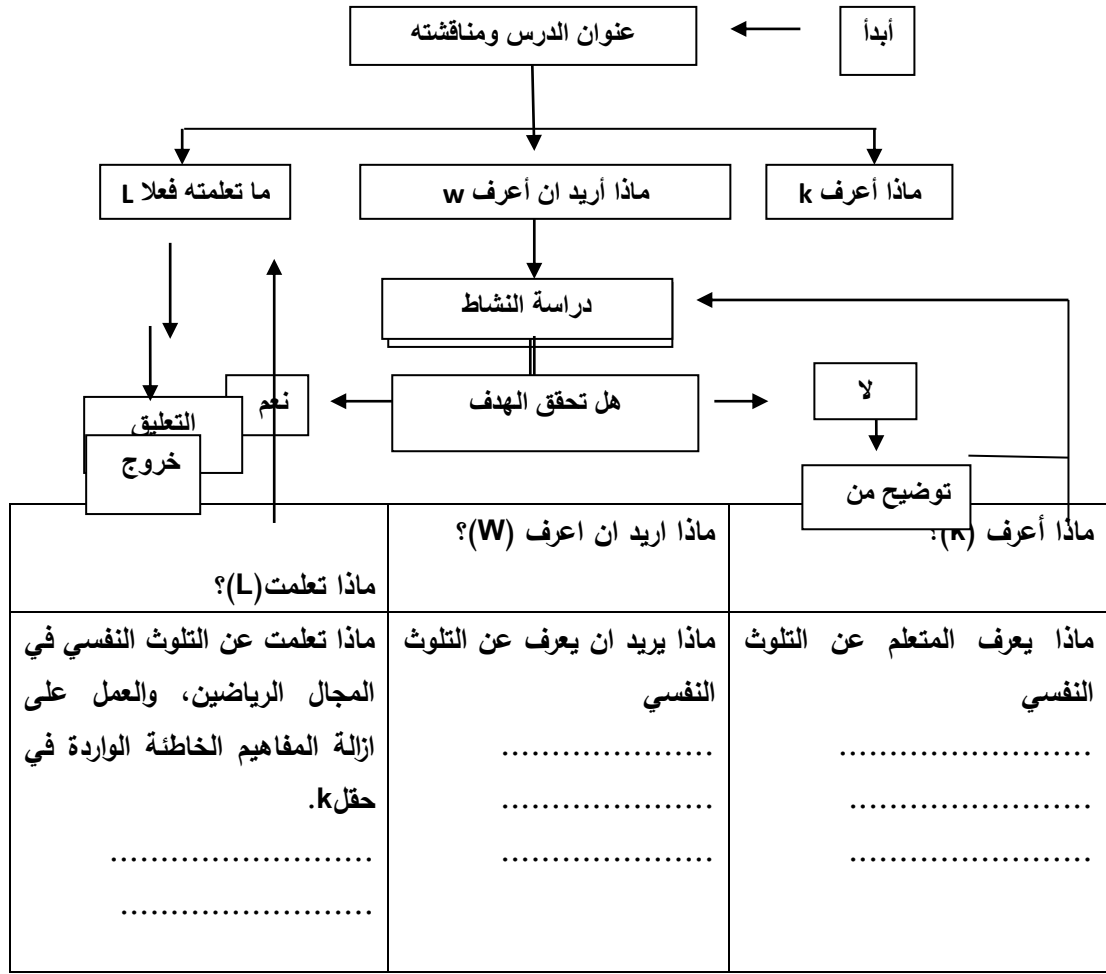 أبدأ
عنوان الدرس ومناقشته
ماذا أعرف k
ماذا أريد ان أعرف w
ما تعلمته فعلا L
دراسة النشاط
لا
هل تحقق الهدف
نعم
التعليق
خروج
توضيح من
ماذا أعرف (k)؟
ماذا اريد ان اعرف (W)؟
ماذا تعلمت(L)؟
ماذا يعرف المتعلم عن التلوث
النفسي
........................
........................
........................
ماذا يريد ان يعرف عن التلوث
النفسي
.....................
.....................
.....................
ماذا تعلمت عن التلوث النفسي في
المجال الرياضين، والعمل على
ازالة المفاهيم الخاطئة الواردة في
حقلk.
..........................
.........................